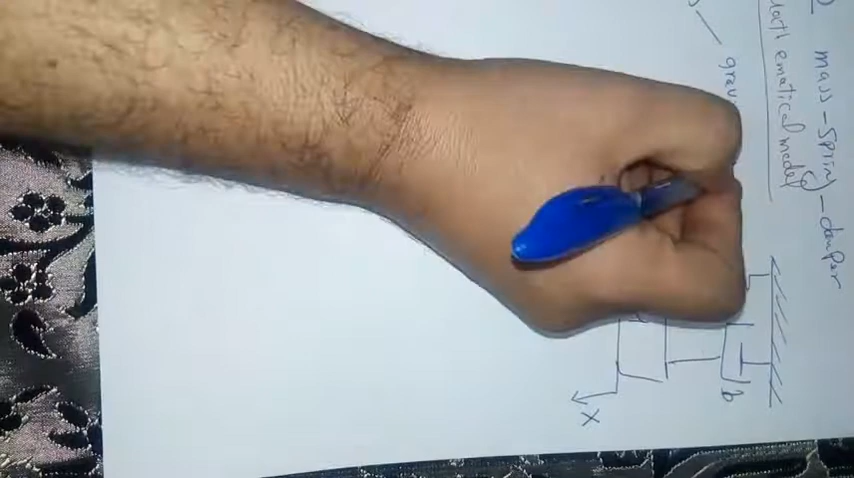 mass-spring-damper
mathematical model
grav
b
X